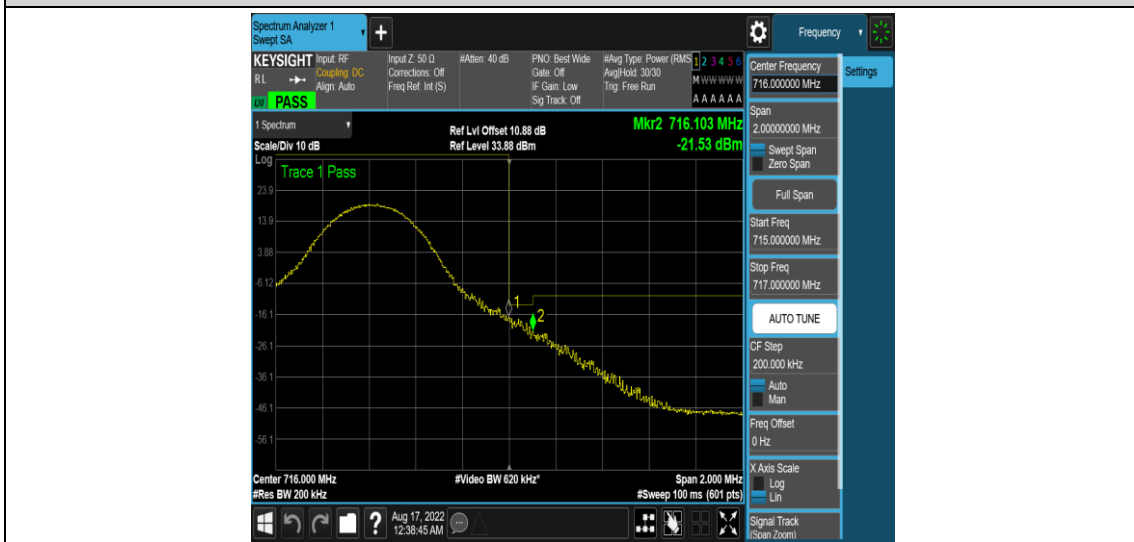 Spectrum Analyzer 1
Swept SA
+
Frequency
KEYSIGHT
RL
LXI PASS
Input: RF
Coupling: DC
Align: Auto
Input Z: 50 Ω
Corrections: Off
Freq Ref: Int (S)
#Atten: 40 dB
PNO: Best Wide
Gate: Off
IF Gain: Low
Sig Track: Off
#Avg Type: Power (RMS
Avg|Hold: 30/30
Trig: Free Run
1 2 3 4 5 6
M W W W W W
A A A A A A
1 Spectrum
Scale/Div 10 dB
Ref Lvl Offset 10.88 dB
Ref Level 33.88 dBm
Mkr2 716.103 MHz
-21.53 dBm
Log
Trace 1 Pass
23.9
13.9
3.88
-6.12
-16.1
-26.1
-36.1
-46.1
-56.1
1
2
Center 716.000 MHz
#Video BW 620 kHz*
Span 2.000 MHz
#Res BW 200 kHz
#Sweep 100 ms (601 pts)
Center Frequency
716.000000 MHz
Settings
Span
2.00000000 MHz
Swept Span
Zero Span
Full Span
Start Freq
715.000000 MHz
Stop Freq
717.000000 MHz
AUTO TUNE
CF Step
200.000 kHz
Auto
Man
Freq Offset
0 Hz
X Axis Scale
Log
Lin
Signal Track
(Span Zoom)
?
Aug 17, 2022
12:38:45 AM